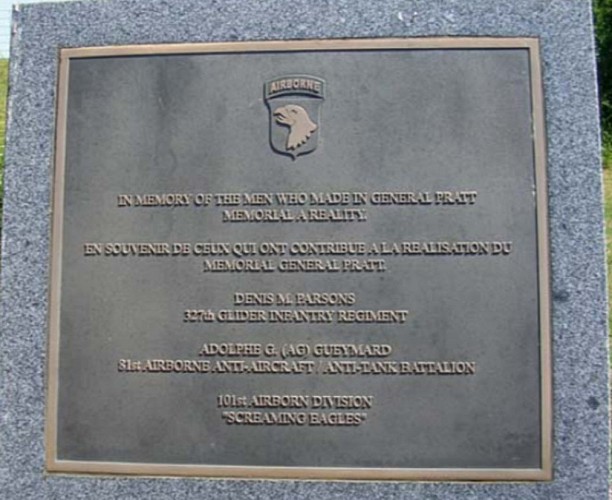 AIRBORNE
IN MEMORY OF THE MEN WHO MADE IN GENERAL PRATT
MEMORIAL A REALITY.
EN SOUVENIR DE CEUX QUI ONT CONTRIBUE A LA REALISATION DU
MEMORIAL GENERAL PRATT.
DENIS M. PARSONS
327th GLIDER INFANTRY REGIMENT
ADOLPHE G. (AG) GUEYMARD
81st AIRBORNE ANTI-AIRCRAFT / ANTI-TANK BATTALION
101st AIRBORN DIVISION
"SCREAMING EAGLES"